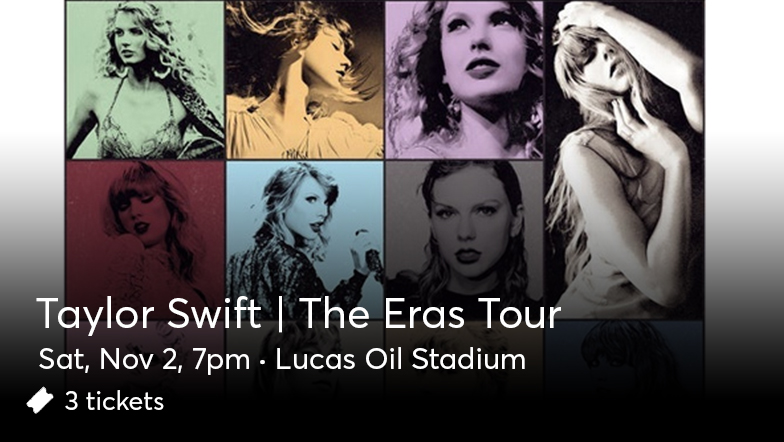 Taylor Swift | The Eras Tour
Sat, Nov 2, 7pm · Lucas Oil Stadium
3 tickets